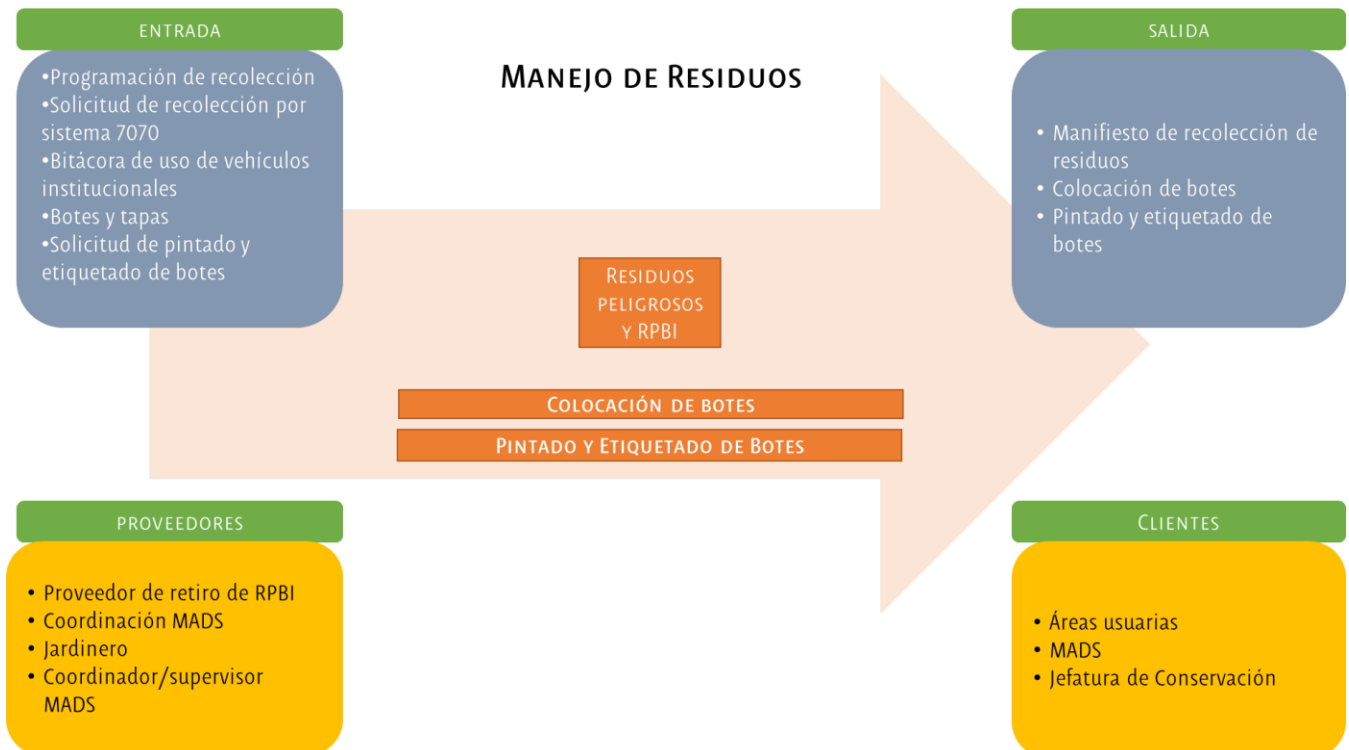 ENTRADA
•Programación de recolección
•Solicitud de recolección por
sistema 7070
•Bitácora de uso de vehículos
institucionales
•Botes y tapas
•Solicitud de pintado y
etiquetado de botes
MANEJO DE RESIDUOS
SALIDA
• Manifiesto de recolección de
residuos
• Colocación de botes
• Pintado y etiquetado de
botes
RESIDUOS
PELIGROSOS
Y RPBI
COLOCACIÓN DE BOTES
PINTADO Y ETIQUETADO DE BOTES
PROVEEDORES
• Proveedor de retiro de RPBI
• Coordinación MADS
• Jardinero
• Coordinador/supervisor
MADS
CLIENTES
• Áreas usuarias
• MADS
• Jefatura de Conservación